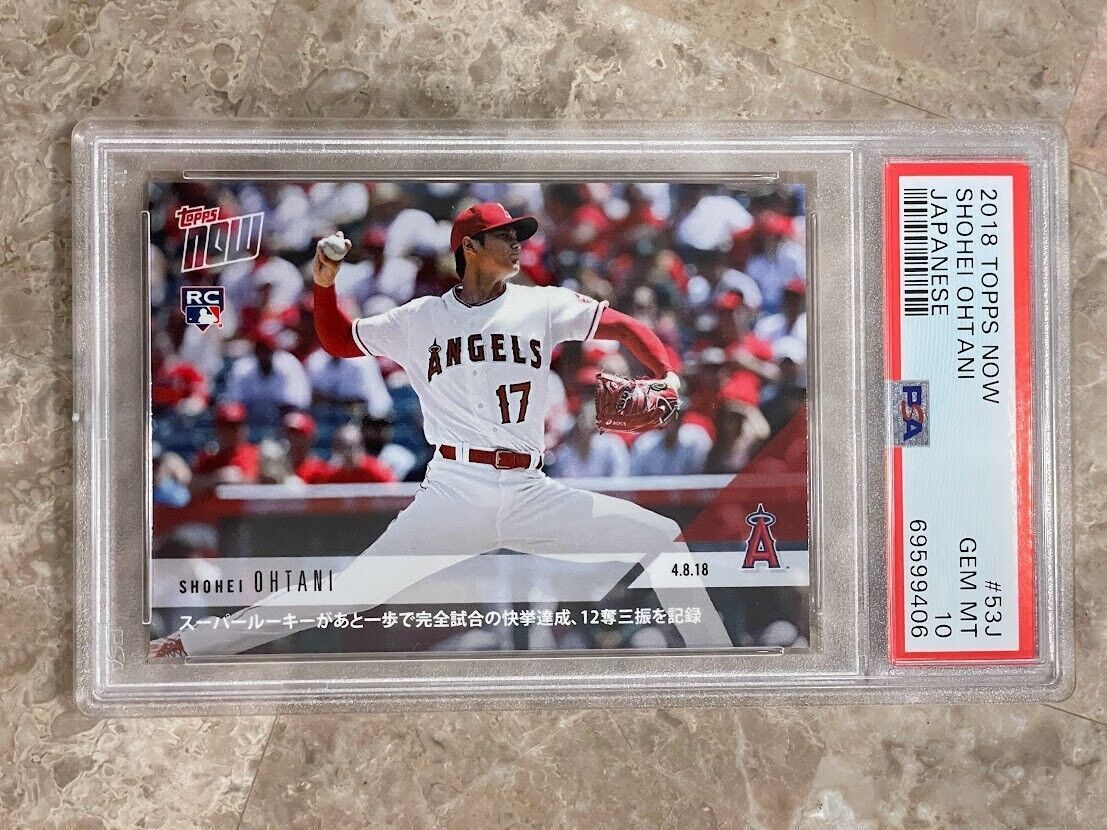 TOPPS
NOW
RC
ANGELS
17
asics
A
SHOHEI OHTANI
4.8.18
スーパールーキーがあと一歩で完全試合の快挙達成、12奪三振を記録
2018 TOPPS NOW #53J
SHOHEI OHTANI GEM MT
JAPANESE 10
PSA 69599406